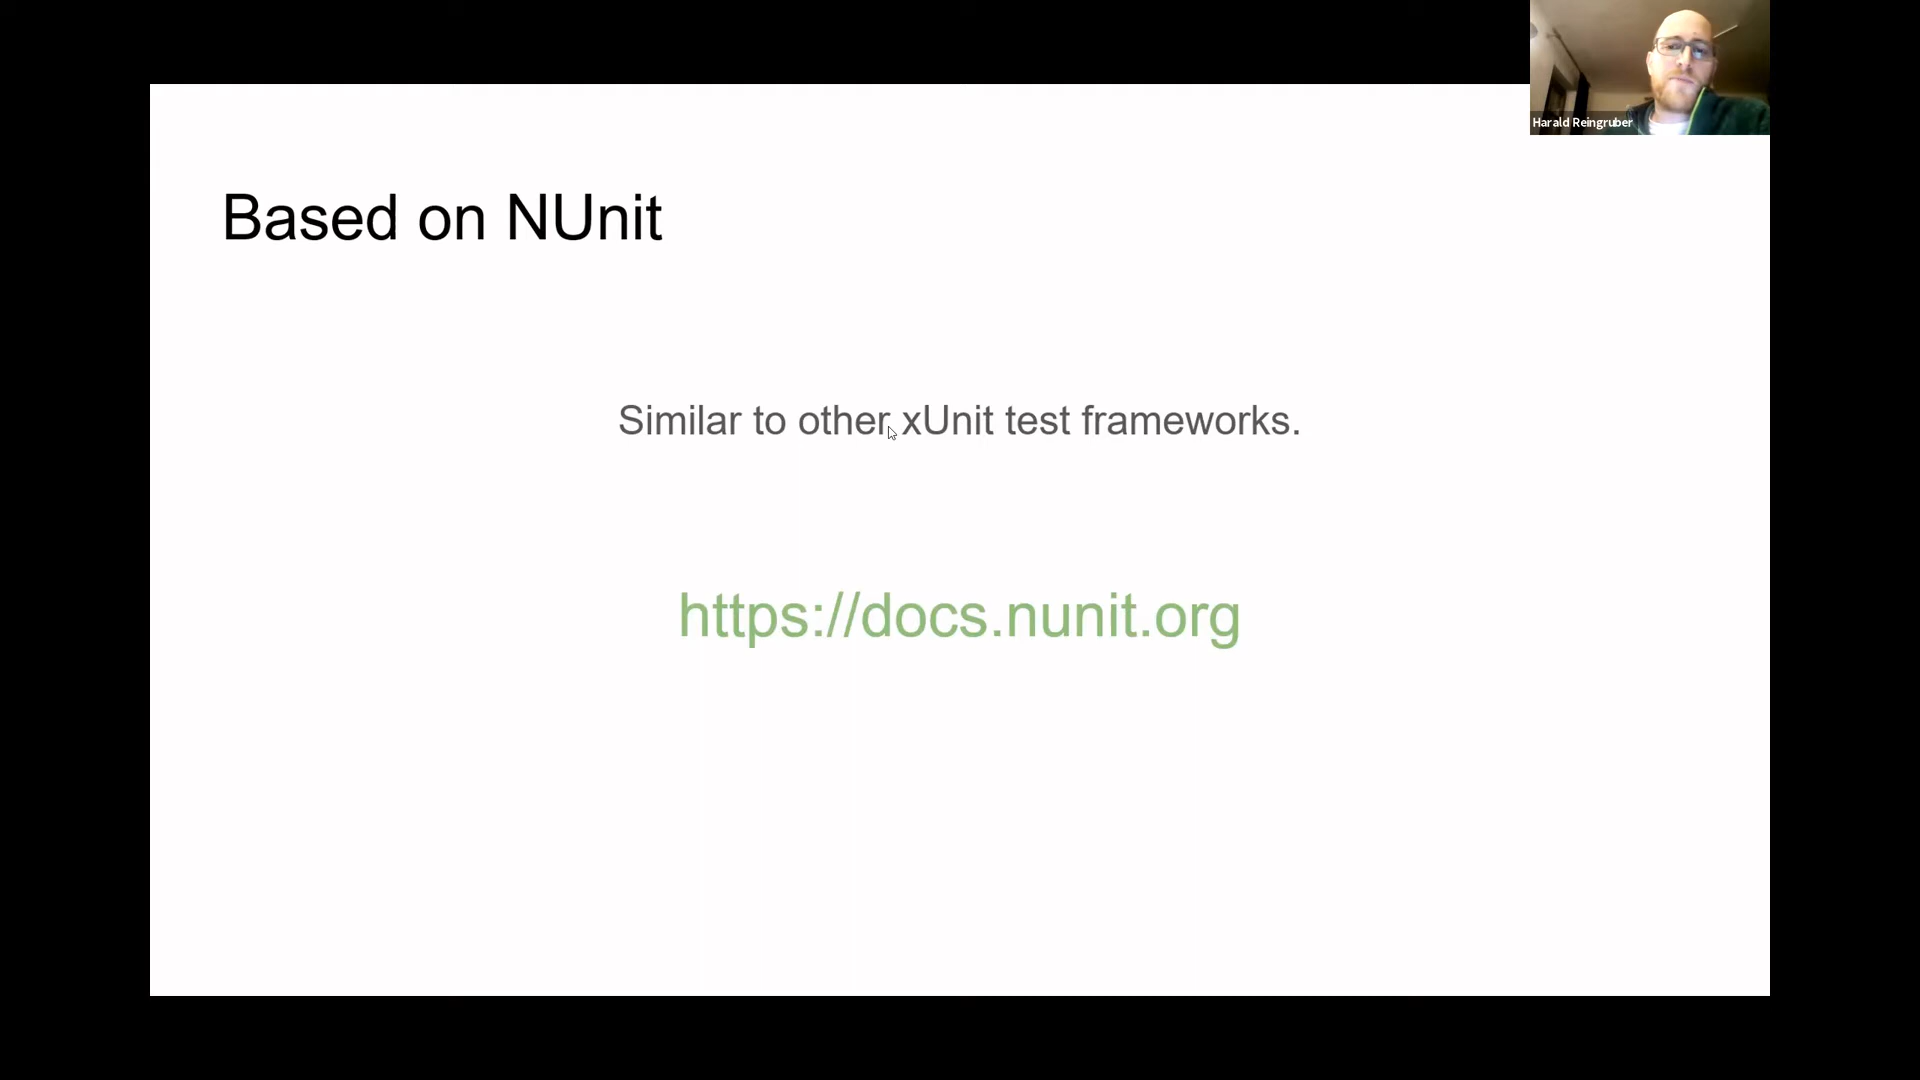 Harald Reingruber
Based on NUnit
Similar to other xUnit test frameworks.
https://docs.nunit.org